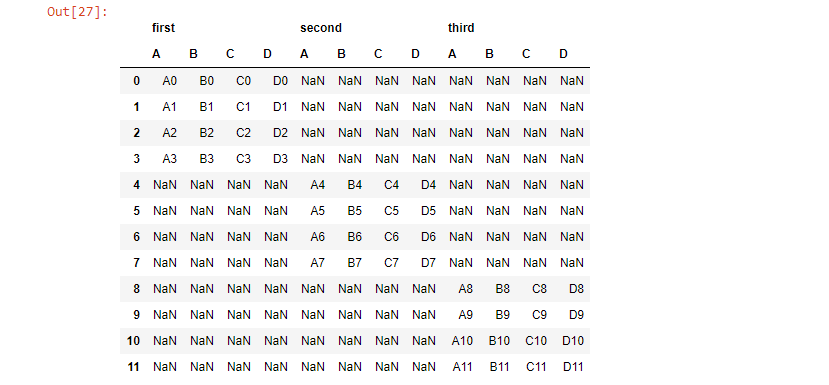 Out[27]:
first second third
A B C D A B C D A B C D
0 A0 B0 C0 D0 NaN NaN NaN NaN NaN NaN NaN NaN
1 A1 B1 C1 D1 NaN NaN NaN NaN NaN NaN NaN NaN
2 A2 B2 C2 D2 NaN NaN NaN NaN NaN NaN NaN NaN
3 A3 B3 C3 D3 NaN NaN NaN NaN NaN NaN NaN NaN
4 NaN NaN NaN NaN A4 B4 C4 D4 NaN NaN NaN NaN
5 NaN NaN NaN NaN A5 B5 C5 D5 NaN NaN NaN NaN
6 NaN NaN NaN NaN A6 B6 C6 D6 NaN NaN NaN NaN
7 NaN NaN NaN NaN A7 B7 C7 D7 NaN NaN NaN NaN
8 NaN NaN NaN NaN NaN NaN NaN NaN A8 B8 C8 D8
9 NaN NaN NaN NaN NaN NaN NaN NaN A9 B9 C9 D9
10 NaN NaN NaN NaN NaN NaN NaN NaN A10 B10 C10 D10
11 NaN NaN NaN NaN NaN NaN NaN NaN A11 B11 C11 D11